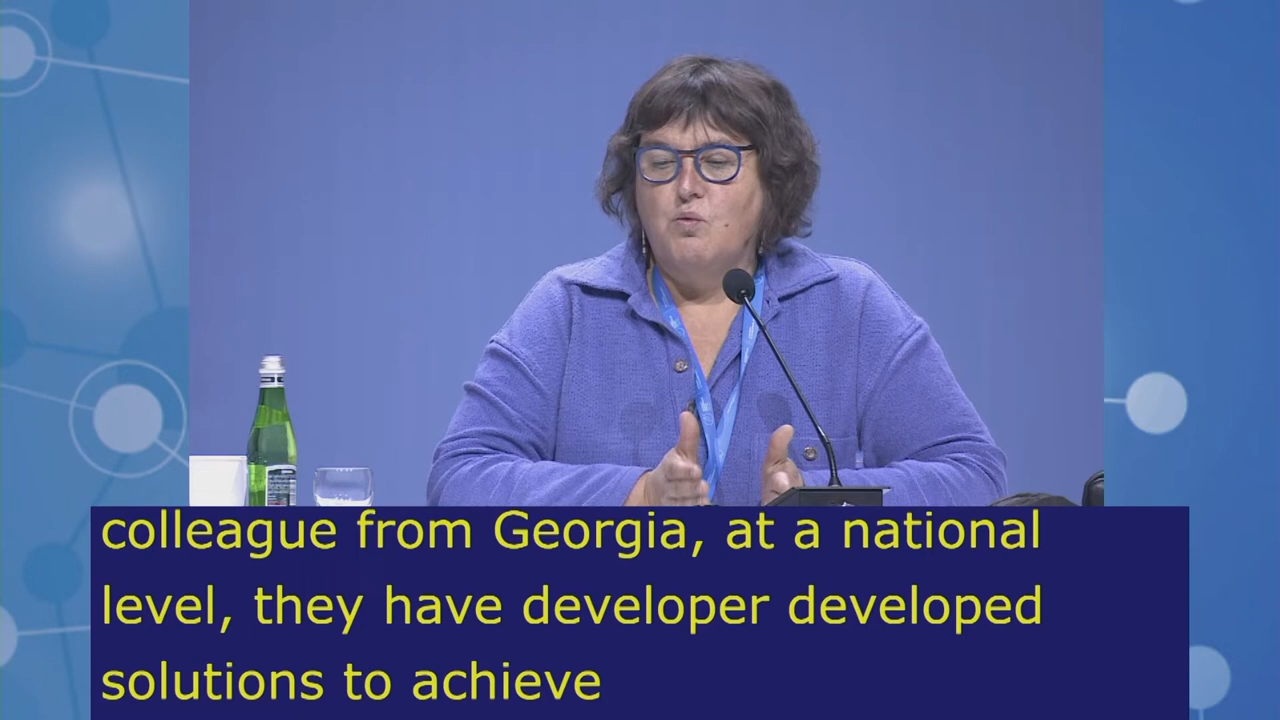 colleague from Georgia, at a national
level, they have developer developed
solutions to achieve